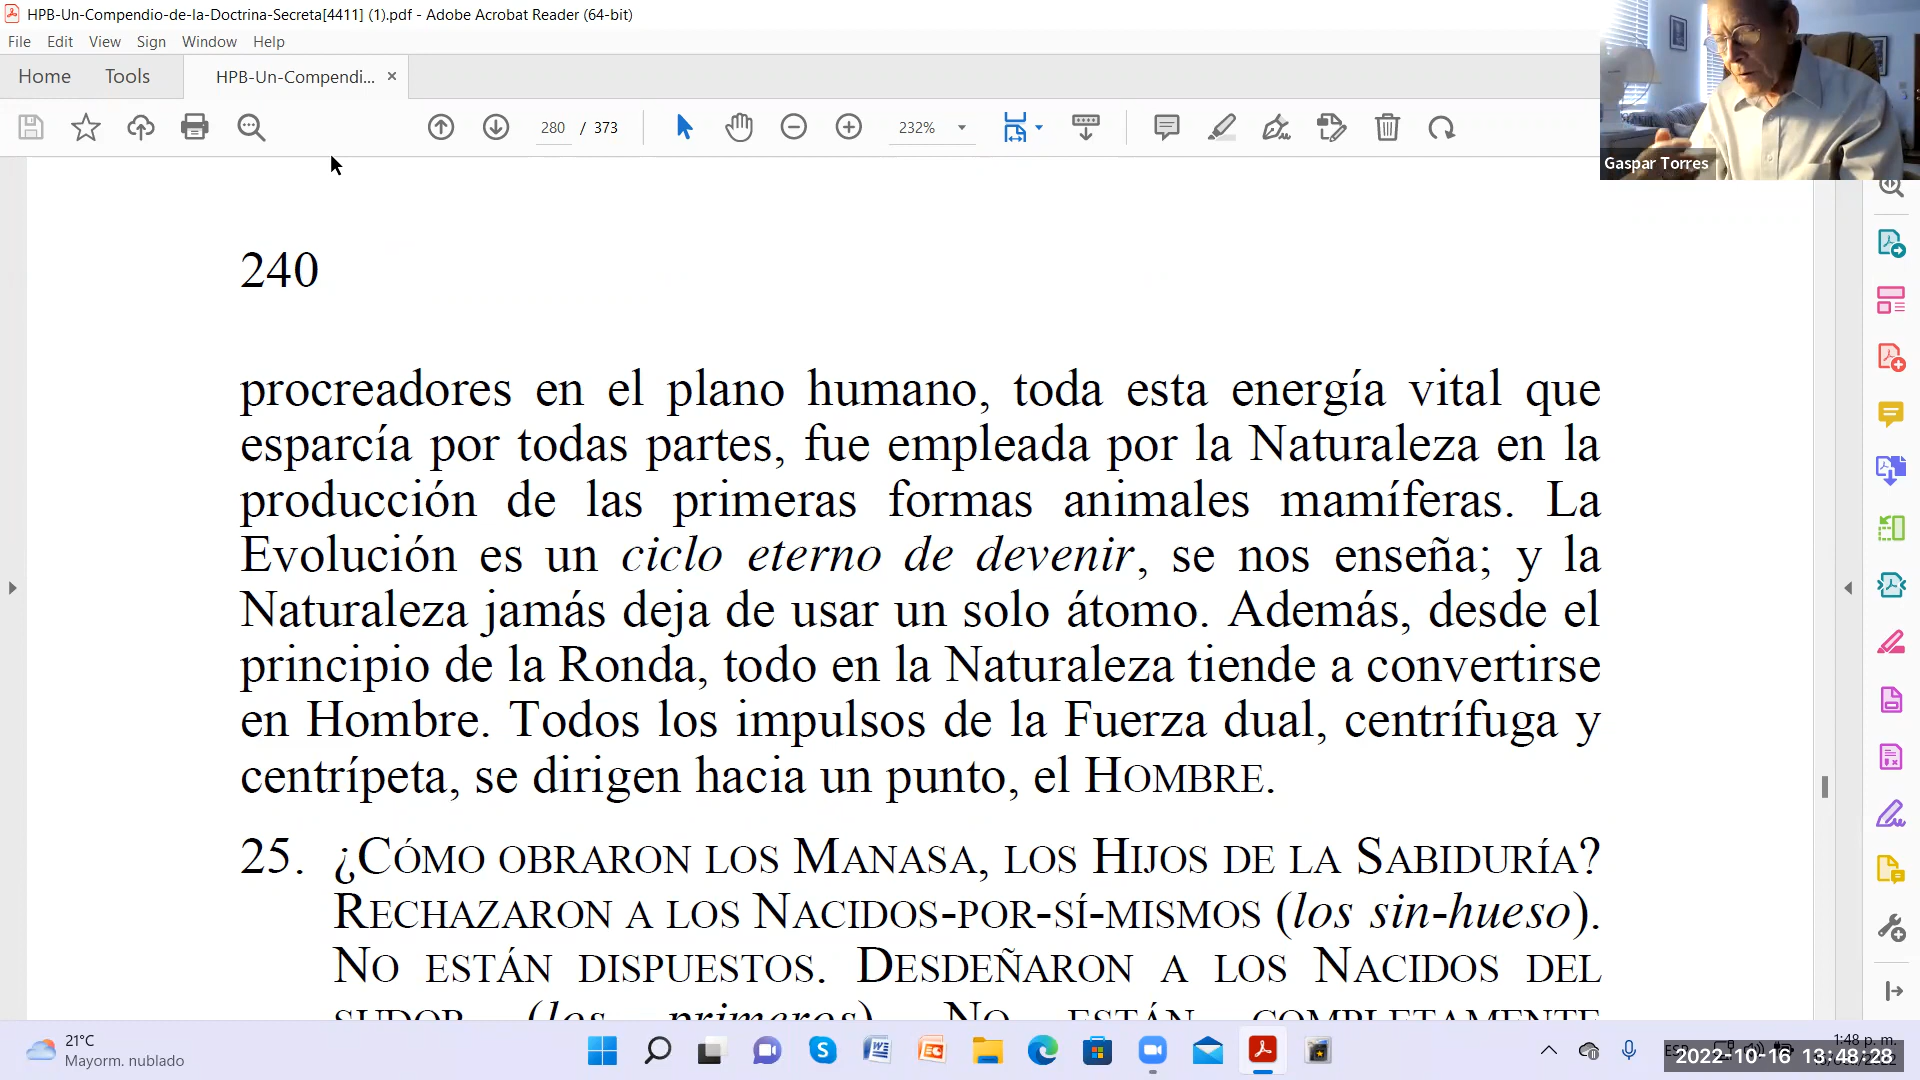 HPB-Un-Compendio-de-la-Doctrina-Secreta[4411] (1).pdf - Adobe Acrobat Reader (64-bit)
File Edit View Sign Window Help
Home Tools HPB-Un-Compendi... ×
280 / 373 232%
Gaspar Torres
240
procreadores en el plano humano, toda esta energía vital que
esparcía por todas partes, fue empleada por la Naturaleza en la
producción de las primeras formas animales mamíferas. La
Evolución es un ciclo eterno de devenir, se nos enseña; y la
Naturaleza jamás deja de usar un solo átomo. Además, desde el
principio de la Ronda, todo en la Naturaleza tiende a convertirse
en Hombre. Todos los impulsos de la Fuerza dual, centrífuga y
centrípeta, se dirigen hacia un punto, el HOMBRE.
25. ¿CÓMO OBRARON LOS MANASA, LOS HIJOS DE LA SABIDURÍA?
RECHAZARON A LOS NACIDOS-POR-SÍ-MISMOS (los sin-hueso).
NO ESTÁN DISPUESTOS. DESDEÑARON A LOS NACIDOS DEL
SUDOR (los primeros). NO ESTÁN COMPLETAMENTE
21°C
Mayorm. nublado
1:48 p. m.
2022-10-16 13:48:28